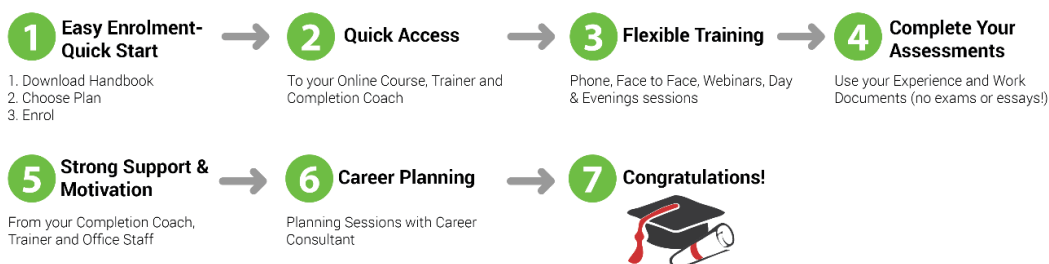 1 Easy Enrolment-
Quick Start
1. Download Handbook
2. Choose Plan
3. Enrol
2 Quick Access
To your Online Course, Trainer and
Completion Coach
3 Flexible Training
Phone, Face to Face, Webinars, Day
& Evenings sessions
4 Complete Your
Assessments
Use your Experience and Work
Documents (no exams or essays!)
5 Strong Support &
Motivation
From your Completion Coach,
Trainer and Office Staff
6 Career Planning
Planning Sessions with Career
Consultant
7 Congratulations!